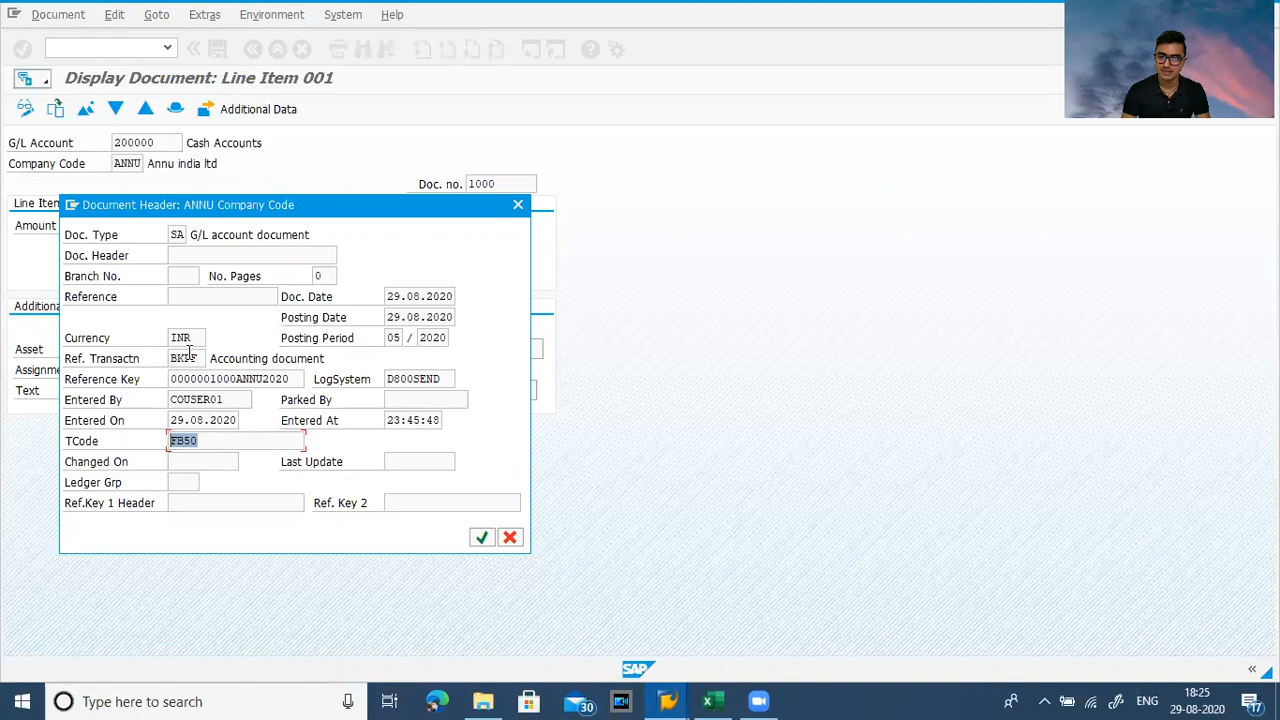 Document Edit Goto Extras Environment System Help
Display Document: Line Item 001
Additional Data
G/L Account 200000 Cash Accounts
Company Code ANNU Annu india ltd
Doc. no. 1000
Line Item
Amount
Document Header: ANNU Company Code
Doc. Type SA G/L account document
Doc. Header
Branch No. No. Pages 0
Reference Doc. Date 29.08.2020
Posting Date 29.08.2020
Currency INR Posting Period 05 / 2020
Ref. Transactn BKPF Accounting document
Reference Key 0000001000ANNU2020 LogSystem D800SEND
Entered By COUSER01 Parked By
Entered On 29.08.2020 Entered At 23:45:48
TCode FB50
Changed On Last Update
Ledger Grp
Ref.Key 1 Header Ref. Key 2
Additional
Asset
Assignme
Text
SAP
Type here to search
30
ENG
18:25
29-08-2020
17